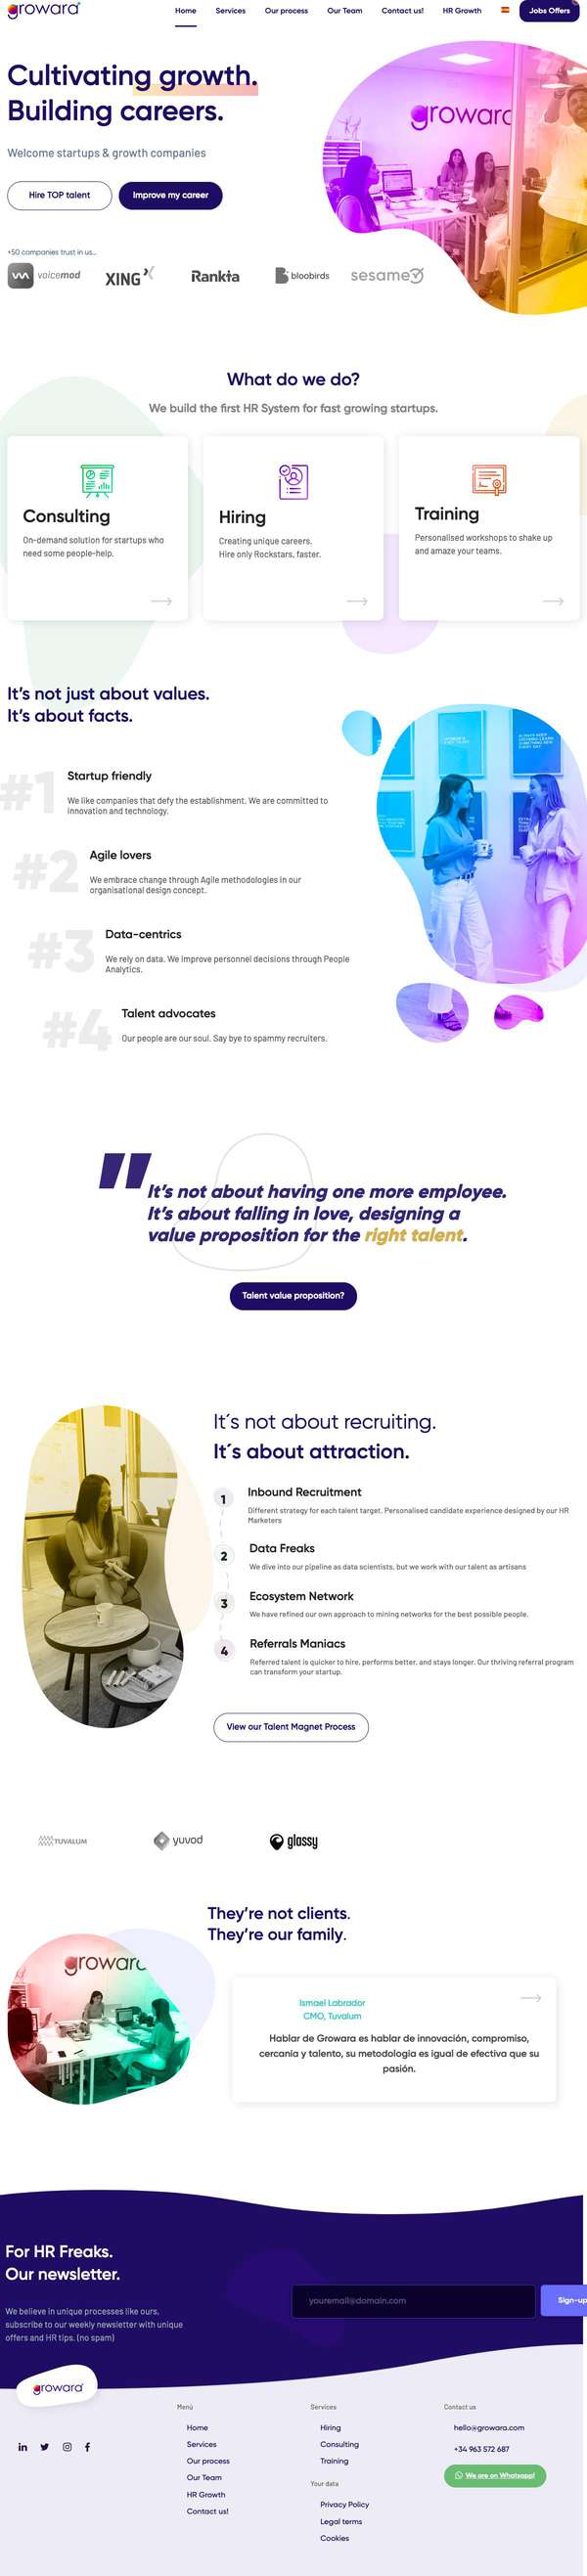 growara
Home Services Our process Our Team Contact us! HR Growth Jobs Offers
Cultivating growth.
Building careers.
growara
Welcome startups & growth companies
Hire TOP talent Improve my career
+50 companies trust in us...
voicemod XING Rankia bloobirds sesame
What do we do?
We build the first HR System for fast growing startups.
Consulting
On-demand solution for startups who
need some people-help.
Hiring
Creating unique careers.
Hire only Rockstars, faster.
Training
Personalised workshops to shake up
and amaze your teams.
It's not just about values.
It's about facts.
#1 Startup friendly
We like companies that defy the establishment. We are committed to
innovation and technology.
#2 Agile lovers
We embrace change through Agile methodologies in our
organisational design concept.
#3 Data-centrics
We rely on data. We improve personnel decisions through People
Analytics.
#4 Talent advocates
Our people are our soul. Say bye to spammy recruiters.
It's not about having one more employee.
It's about falling in love, designing a
value proposition for the right talent.
Talent value proposition?
It´s not about recruiting.
It´s about attraction.
1 Inbound Recruitment
Different strategy for each talent target. Personalised candidate experience designed by our HR
Marketers
2 Data Freaks
We dive into our pipeline as data scientists, but we work with our talent as artisans
3 Ecosystem Network
We have refined our own approach to mining networks for the best possible people.
4 Referrals Maniacs
Referred talent is quicker to hire, performs better, and stays longer. Our thriving referral program
can transform your startup.
View our Talent Magnet Process
TUVALUM yuvod glassy
They're not clients.
They're our family.
growara
Ismael Labrador
CMO, Tuvalum
Hablar de Growara es hablar de innovación, compromiso,
cercanía y talento, su metodología es igual de efectiva que su
pasión.
For HR Freaks.
Our newsletter.
We believe in unique processes like ours,
subscribe to our weekly newsletter with unique
offers and HR tips. (no spam)
youremail@domain.com Sign-up
growara
Menú
Home
Services
Our process
Our Team
HR Growth
Contact us!
Services
Hiring
Consulting
Training
Your data
Privacy Policy
Legal terms
Cookies
Contact us
hello@growara.com
+34 963 572 687
We are on Whatsapp!